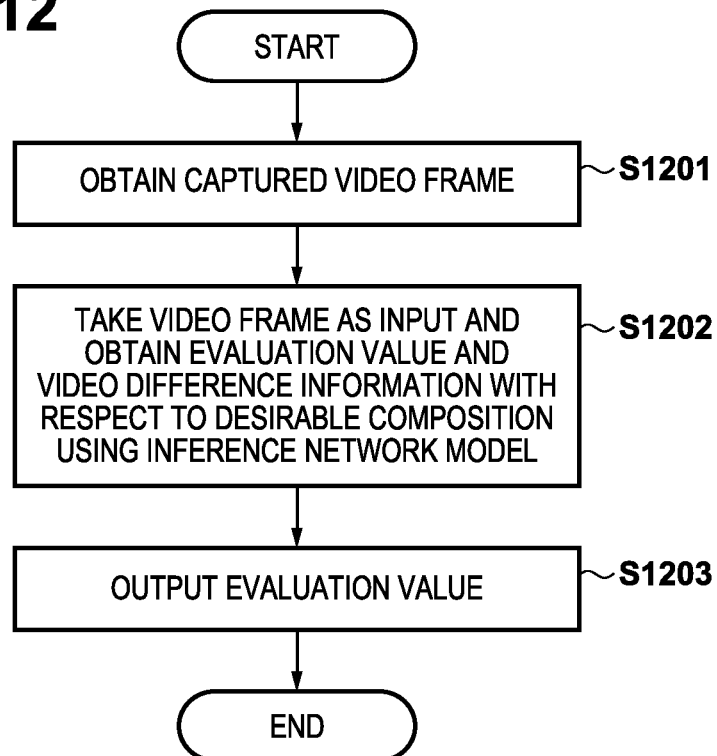 12
START
OBTAIN CAPTURED VIDEO FRAME
S1201
TAKE VIDEO FRAME AS INPUT AND
OBTAIN EVALUATION VALUE AND
VIDEO DIFFERENCE INFORMATION WITH
RESPECT TO DESIRABLE COMPOSITION
USING INFERENCE NETWORK MODEL
S1202
OUTPUT EVALUATION VALUE
S1203
END